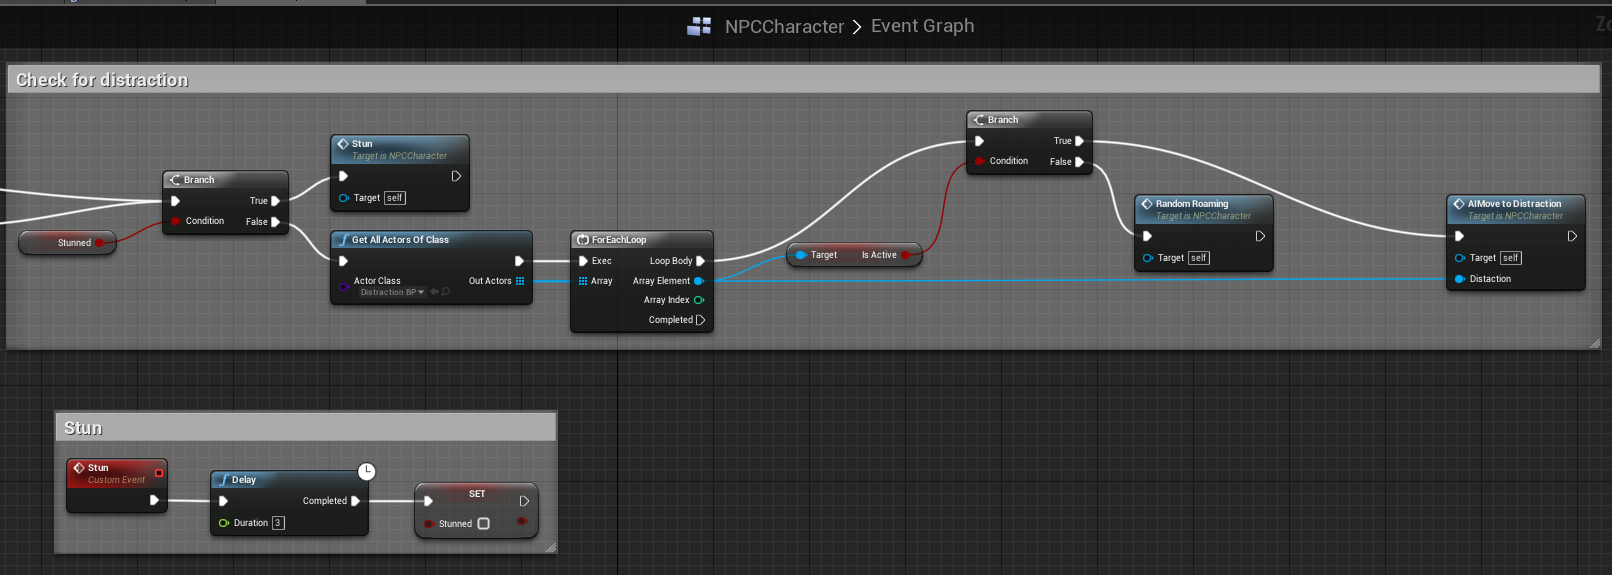 NPCCharacter > Event Graph
Check for distraction
Branch
True
Condition
False
Stunned
Stun
Target is NPCCharacter
Target self
Get All Actors Of Class
Actor Class
Distraction BP
Out Actors
ForEachLoop
Exec
Loop Body
Array
Array Element
Array Index
Completed
Target
Is Active
Branch
True
Condition
False
Random Roaming
Target is NPCCharacter
Target self
AIMove to Distraction
Target is NPCCharacter
Target self
Distaction
Stun
Stun
Custom Event
Delay
Completed
Duration 3
SET
Stunned